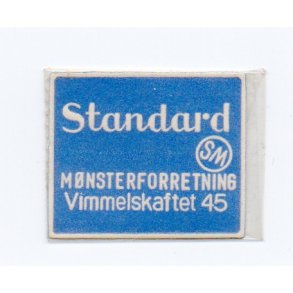 Standard
SM
MØNSTERFORRETNING
Vimmelskaftet 45